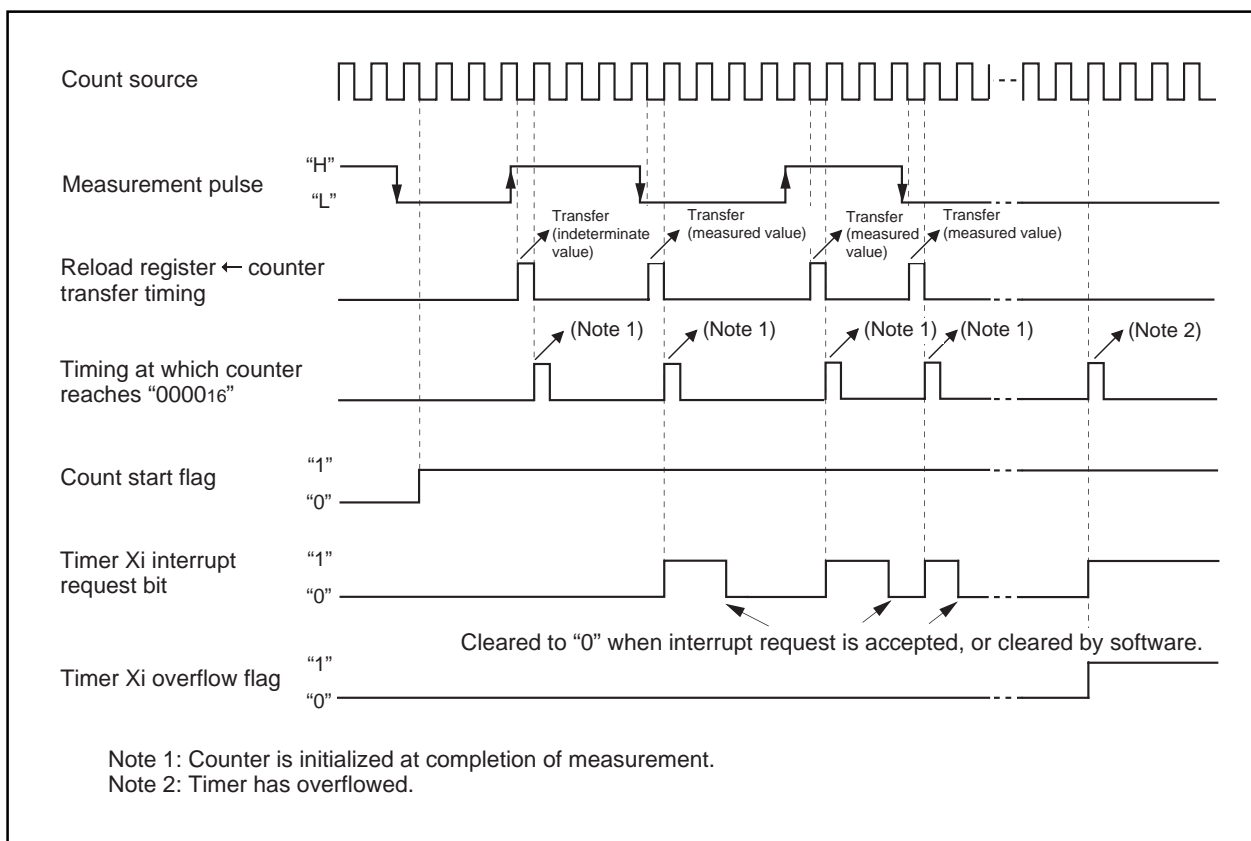 Count source
Measurement pulse
“H”
“L”
Transfer
(indeterminate
value)
Transfer
(measured value)
Transfer
(measured
value)
Transfer
(measured value)
Reload register ← counter
transfer timing
(Note 1)
(Note 1)
(Note 1)
(Note 1)
(Note 2)
Timing at which counter
reaches “000016”
Count start flag
“1”
“0”
Timer Xi interrupt
request bit
“1”
“0”
Cleared to “0” when interrupt request is accepted, or cleared by software.
Timer Xi overflow flag
“1”
“0”
Note 1: Counter is initialized at completion of measurement.
Note 2: Timer has overflowed.